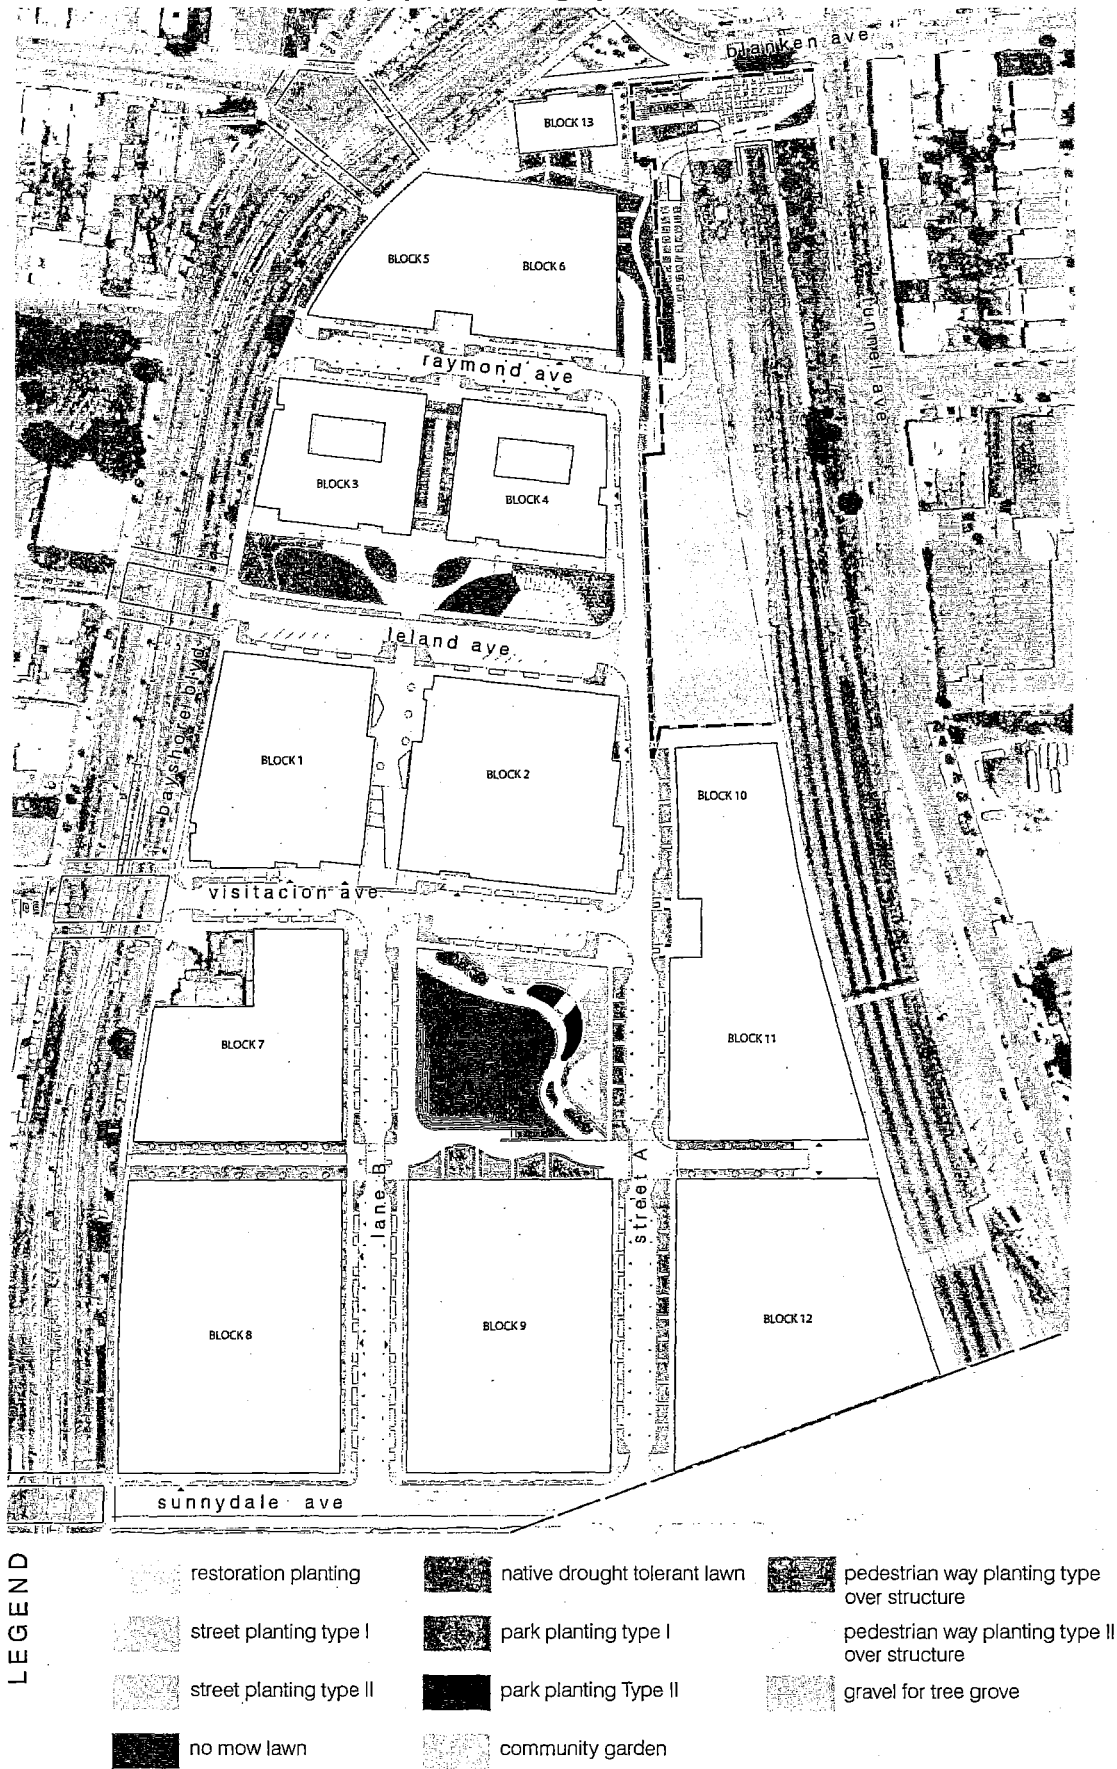 blanken ave
BLOCK 13
BLOCK 5
BLOCK 6
tunnel ave
raymond ave
BLOCK 3
BLOCK 4
leland ave
bayshore blvd
BLOCK 1
BLOCK 2
BLOCK 10
visitacion ave
BLOCK 7
BLOCK 11
lane B
street A
BLOCK 8
BLOCK 9
BLOCK 12
sunnydale ave
LEGEND
restoration planting
street planting type I
street planting type II
no mow lawn
native drought tolerant lawn
park planting type I
park planting Type II
community garden
pedestrian way planting type
over structure
pedestrian way planting type II
over structure
gravel for tree grove